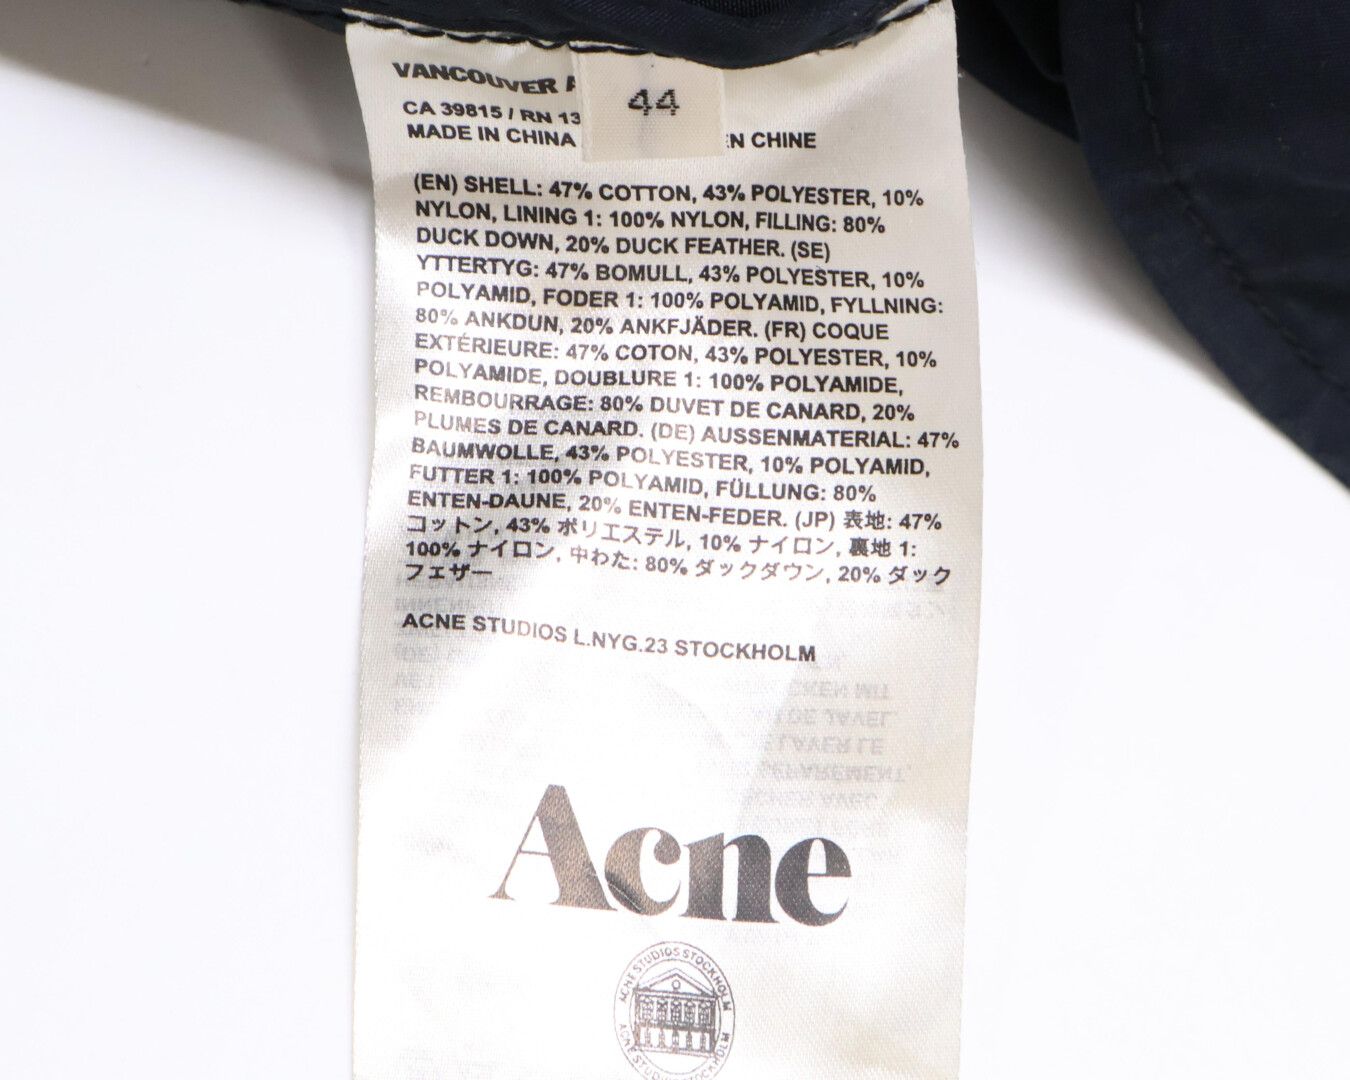 VANCOUVER
44
CA 39815 / RN 13
MADE IN CHINA
CHINE
(EN) SHELL: 47% COTTON, 43% POLYESTER, 10%
NYLON, LINING 1: 100% NYLON, FILLING: 80%
DUCK DOWN, 20% DUCK FEATHER. (SE)
YTTERTYG: 47% BOMULL, 43% POLYESTER, 10%
POLYAMID, FODER 1: 100% POLYAMID, FYLLNING:
80% ANKDUN, 20% ANKFJÄDER. (FR) COQUE
EXTÉRIEURE: 47% COTON, 43% POLYESTER, 10%
POLYAMIDE, DOUBLURE 1: 100% POLYAMIDE,
REMBOURRAGE: 80% DUVET DE CANARD, 20%
PLUMES DE CANARD. (DE) AUSSENMATERIAL: 47%
BAUMWOLLE, 43% POLYESTER, 10% POLYAMID,
FUTTER 1: 100% POLYAMID, FÜLLUNG: 80%
ENTEN-DAUNE, 20% ENTEN-FEDER. (JP) 表地: 47%
コットン, 43% ポリエステル, 10% ナイロン, 裏地 1:
100% ナイロン, 中わた: 80% ダックダウン, 20% ダック
フェザー
ACNE STUDIOS L.NYG.23 STOCKHOLM
Acne
ACNE STUDIOS STOCKHOLM
ACNE STUDIOS STOCKHOLM